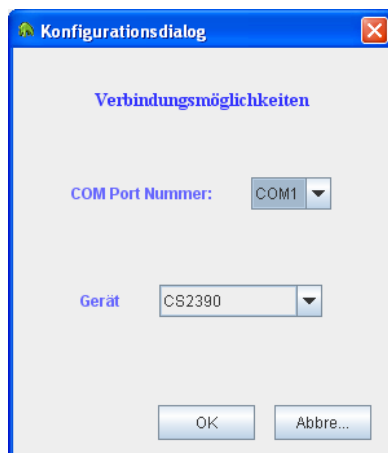 Konfigurationsdialog
Verbindungsmöglichkeiten
COM Port Nummer: COM1
Gerät CS2390
OK Abbre...